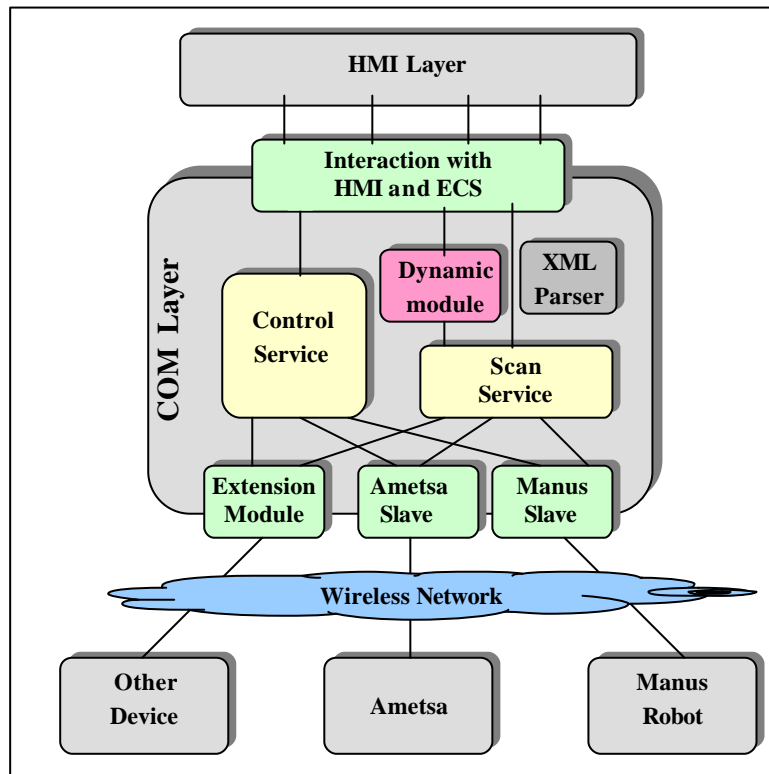 HMI Layer
Interaction with
HMI and ECS
COM Layer
Dynamic
module
XML
Parser
Control
Service
Scan
Service
Extension
Module
Ametsa
Slave
Manus
Slave
Wireless Network
Other
Device
Ametsa
Manus
Robot